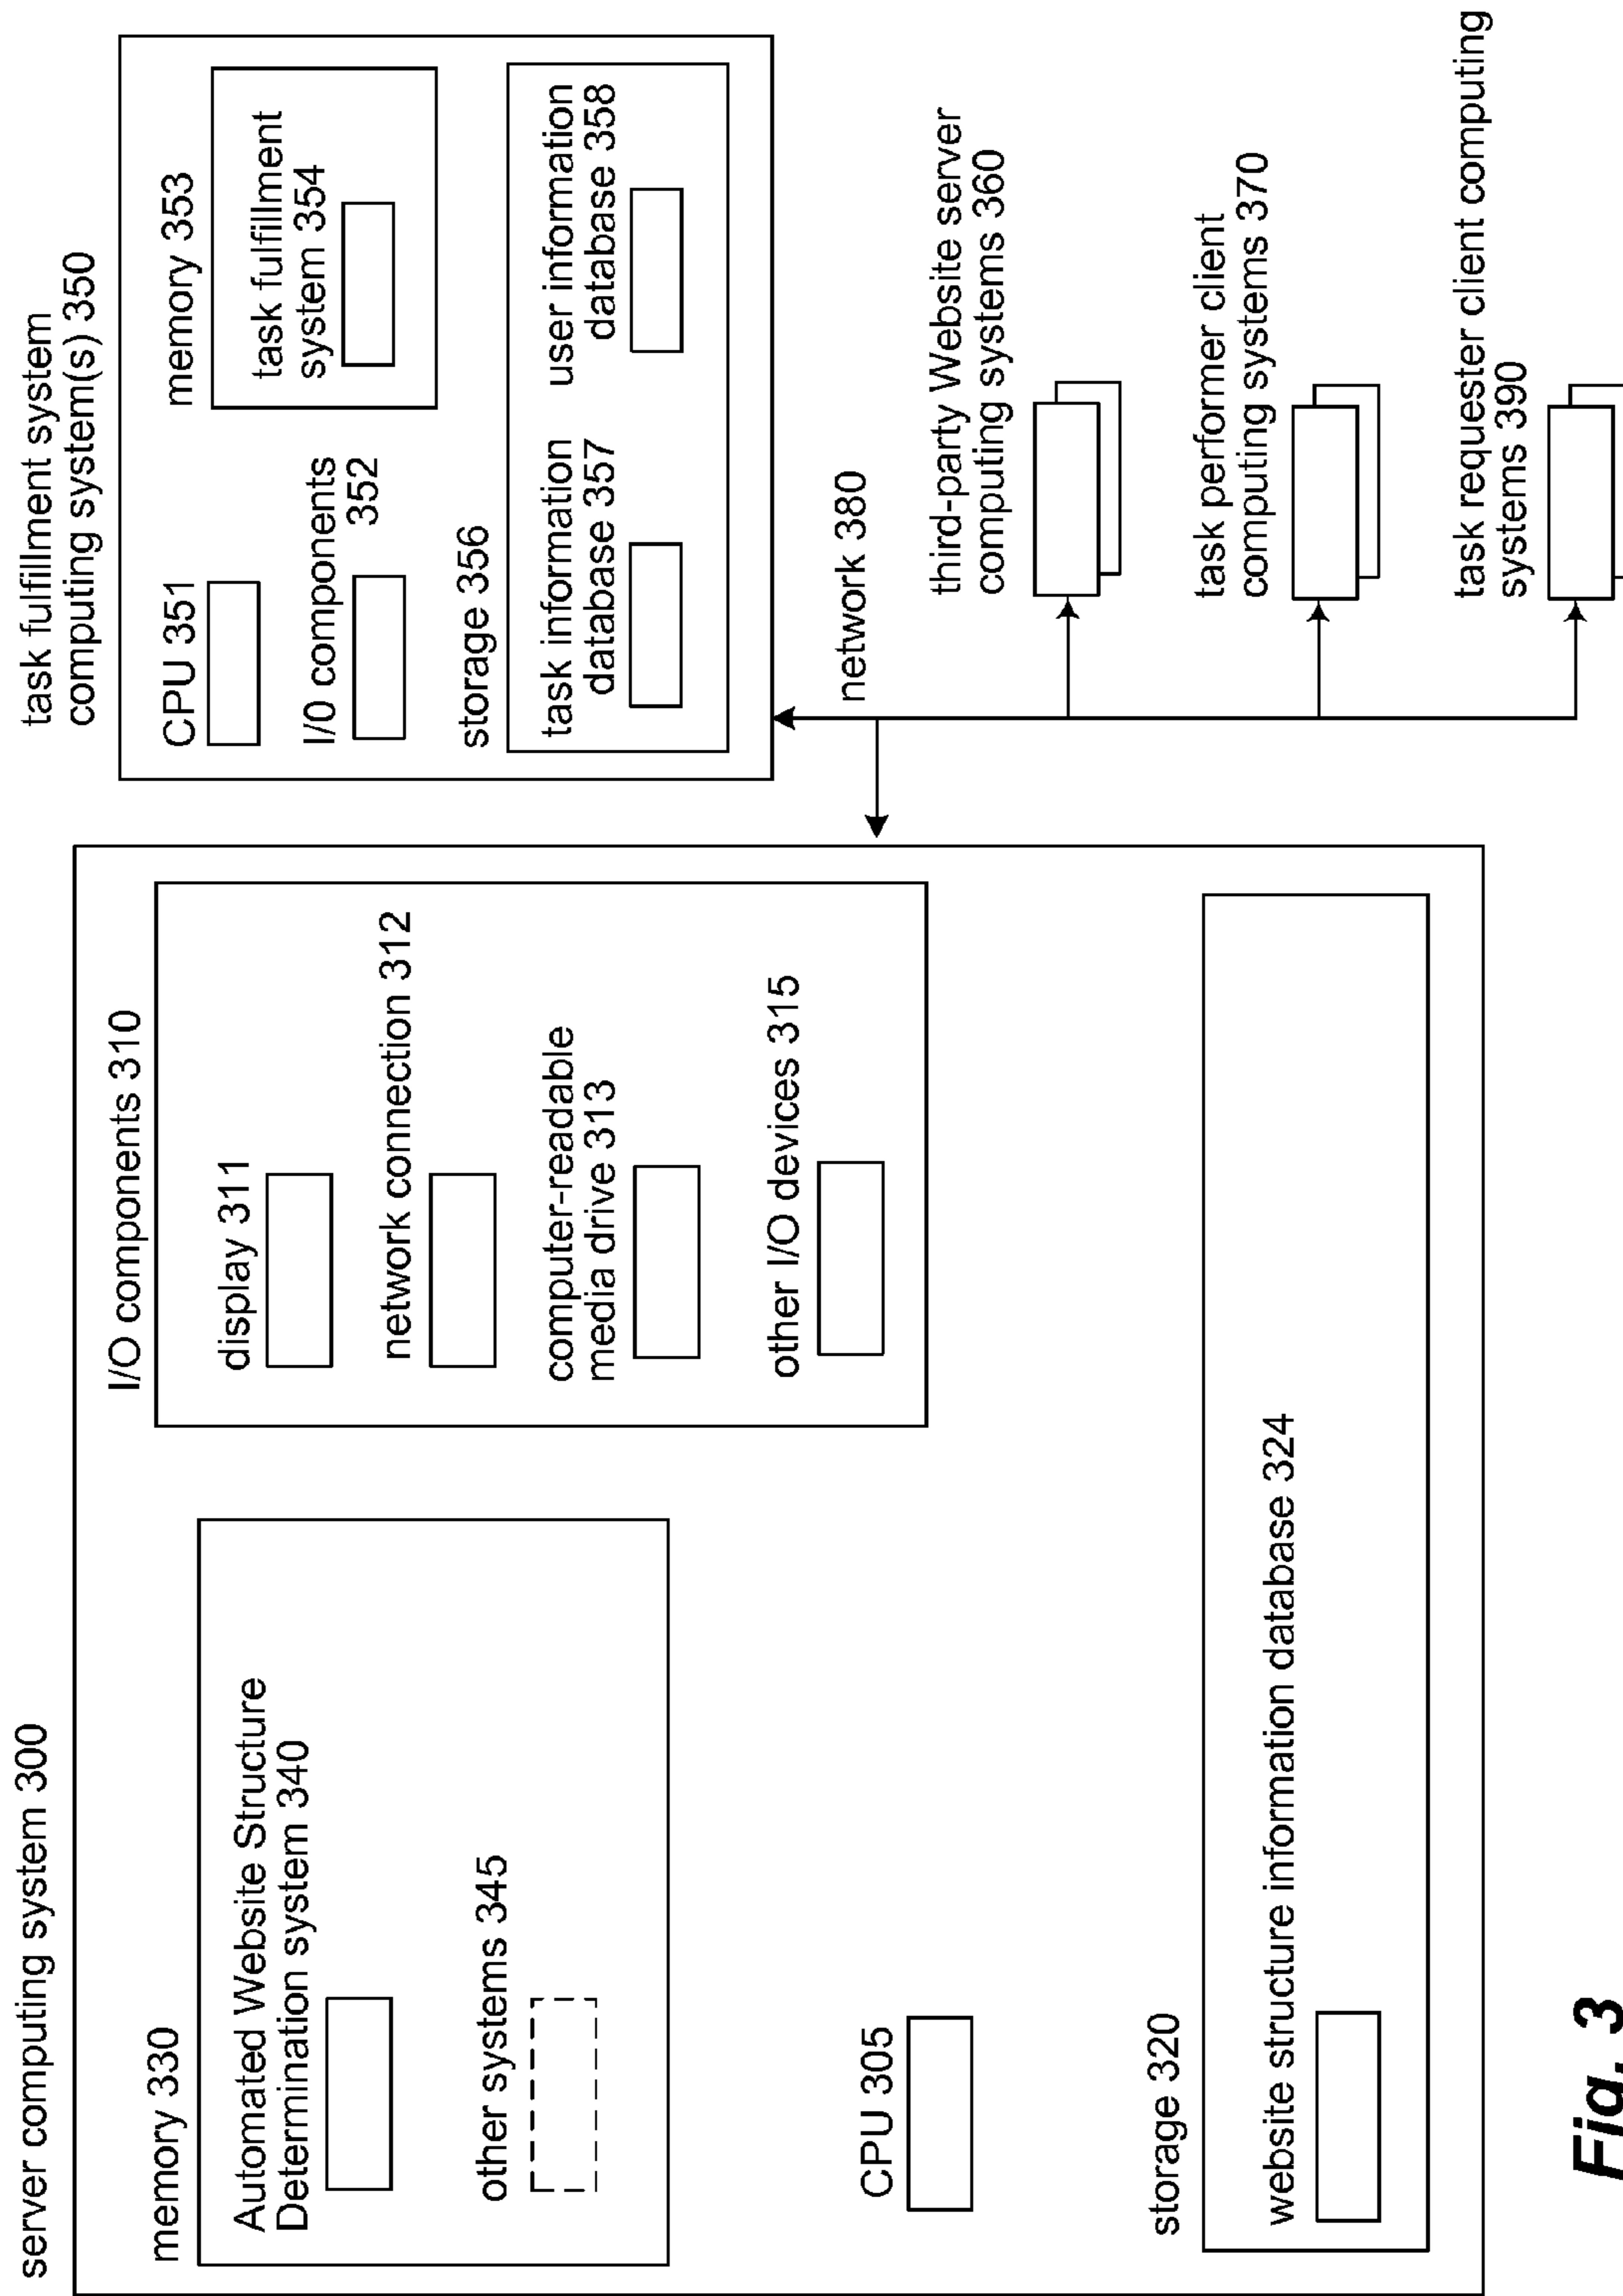 server computing system 300
memory 330
Automated Website Structure
Determination system 340
other systems 345
CPU 305
storage 320
website structure information database 324
I/O components 310
display 311
network connection 312
computer-readable
media drive 313
other I/O devices 315
task fulfillment system
computing system(s) 350
CPU 351
I/O components
352
memory 353
task fulfillment
system 354
storage 356
task information
database 357
user information
database 358
network 380
third-party Website server
computing systems 360
task performer client
computing systems 370
task requester client computing
systems 390
Fig. 3